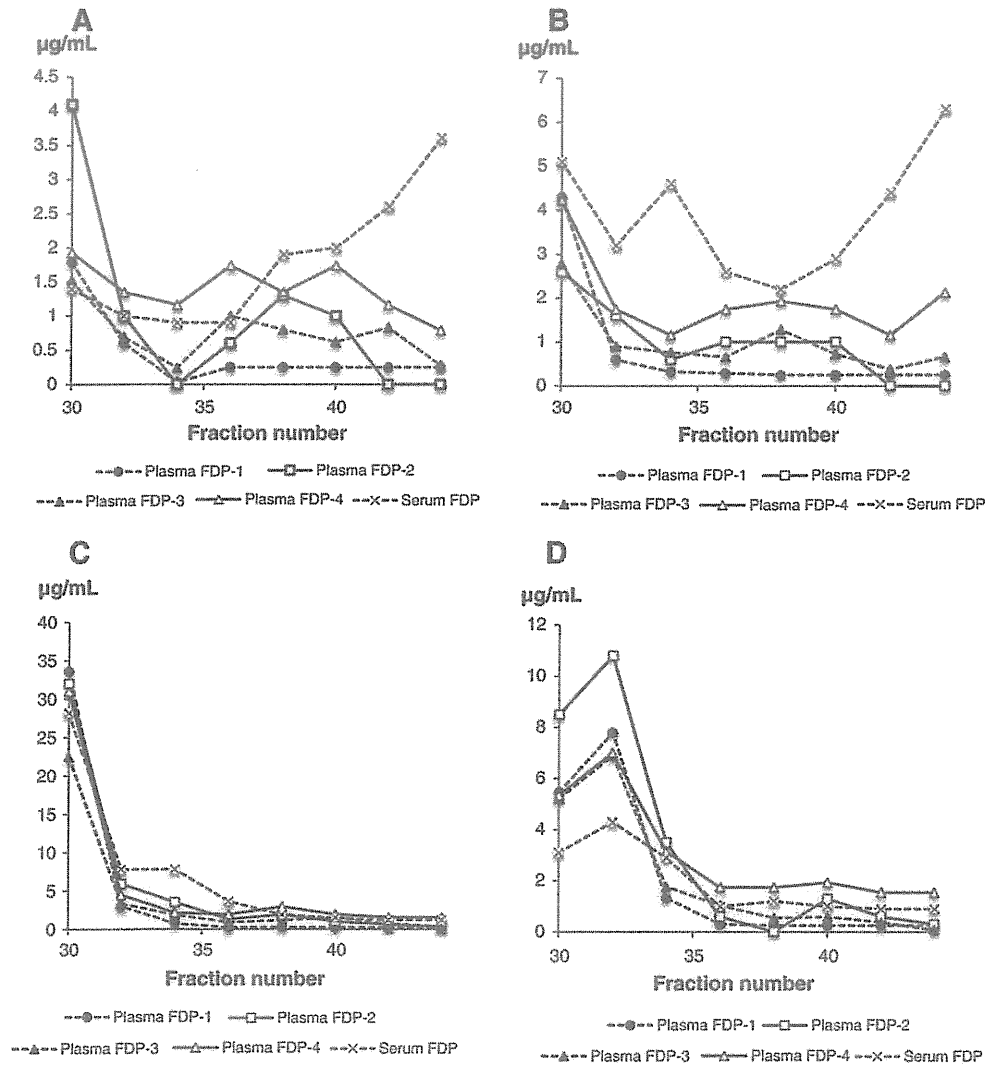 A
µg/mL
4.5
4
3.5
3
2.5
2
1.5
1
0.5
0
30 35 40
Fraction number
Plasma FDP-1 Plasma FDP-2
Plasma FDP-3 Plasma FDP-4 Serum FDP
B
µg/mL
7
6
5
4
3
2
1
0
30 35 40
Fraction number
Plasma FDP-1 Plasma FDP-2
Plasma FDP-3 Plasma FDP-4 Serum FDP
C
µg/mL
40
35
30
25
20
15
10
5
0
30 35 40
Fraction number
Plasma FDP-1 Plasma FDP-2
Plasma FDP-3 Plasma FDP-4 Serum FDP
D
µg/mL
12
10
8
6
4
2
0
30 35 40
Fraction number
Plasma FDP-1 Plasma FDP-2
Plasma FDP-3 Plasma FDP-4 Serum FDP